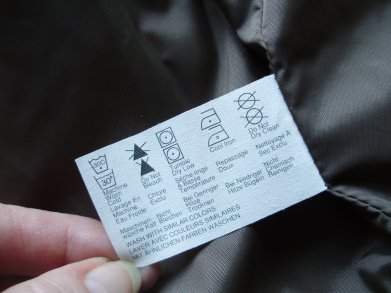 30°
Machine
Wash
Cold
Do Not
Bleach
Tumble
Dry Low
Cool Iron
Do Not
Dry Clean
Lavage En
Machine
Eau Froide
Chlore
Exclu
Sèche-linge
À Basse
Température
Repassage
Doux
Nettoyage À
Sec Exclu
Maschinen-
wäsche Kalt
Nicht
Bleichen
Bei Geringer
Hitze
Trocknen
Bei Niedriger
Hitze Bügeln
Nicht
Chemisch
Reinigen
WASH WITH SIMILAR COLORS
LAVER AVEC COULEURS SIMILAIRES
MIT ÄHNLICHEN FARBEN WASCHEN